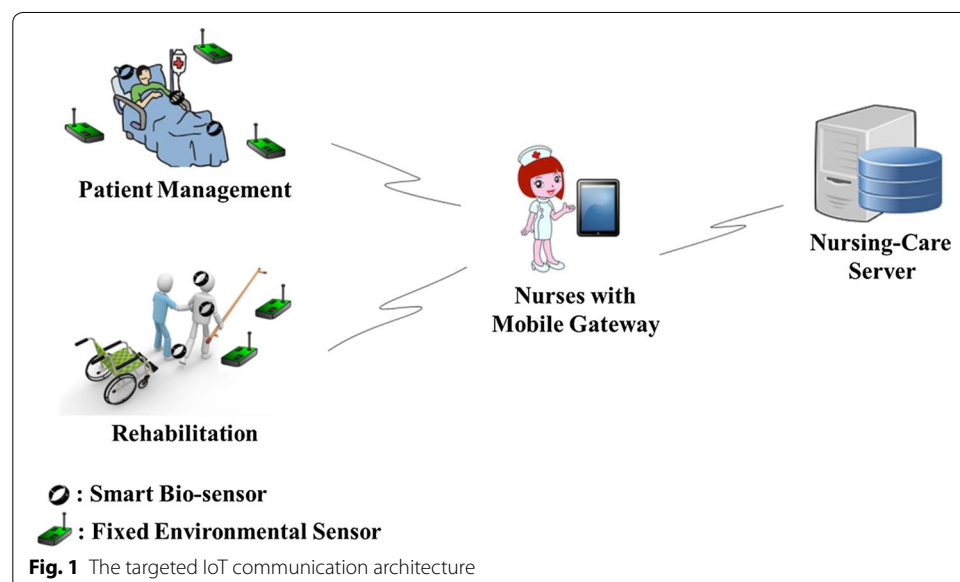 Patient Management
Nurses with
Mobile Gateway
Nursing-Care
Server
Rehabilitation
: Smart Bio-sensor
: Fixed Environmental Sensor
Fig. 1 The targeted IoT communication architecture